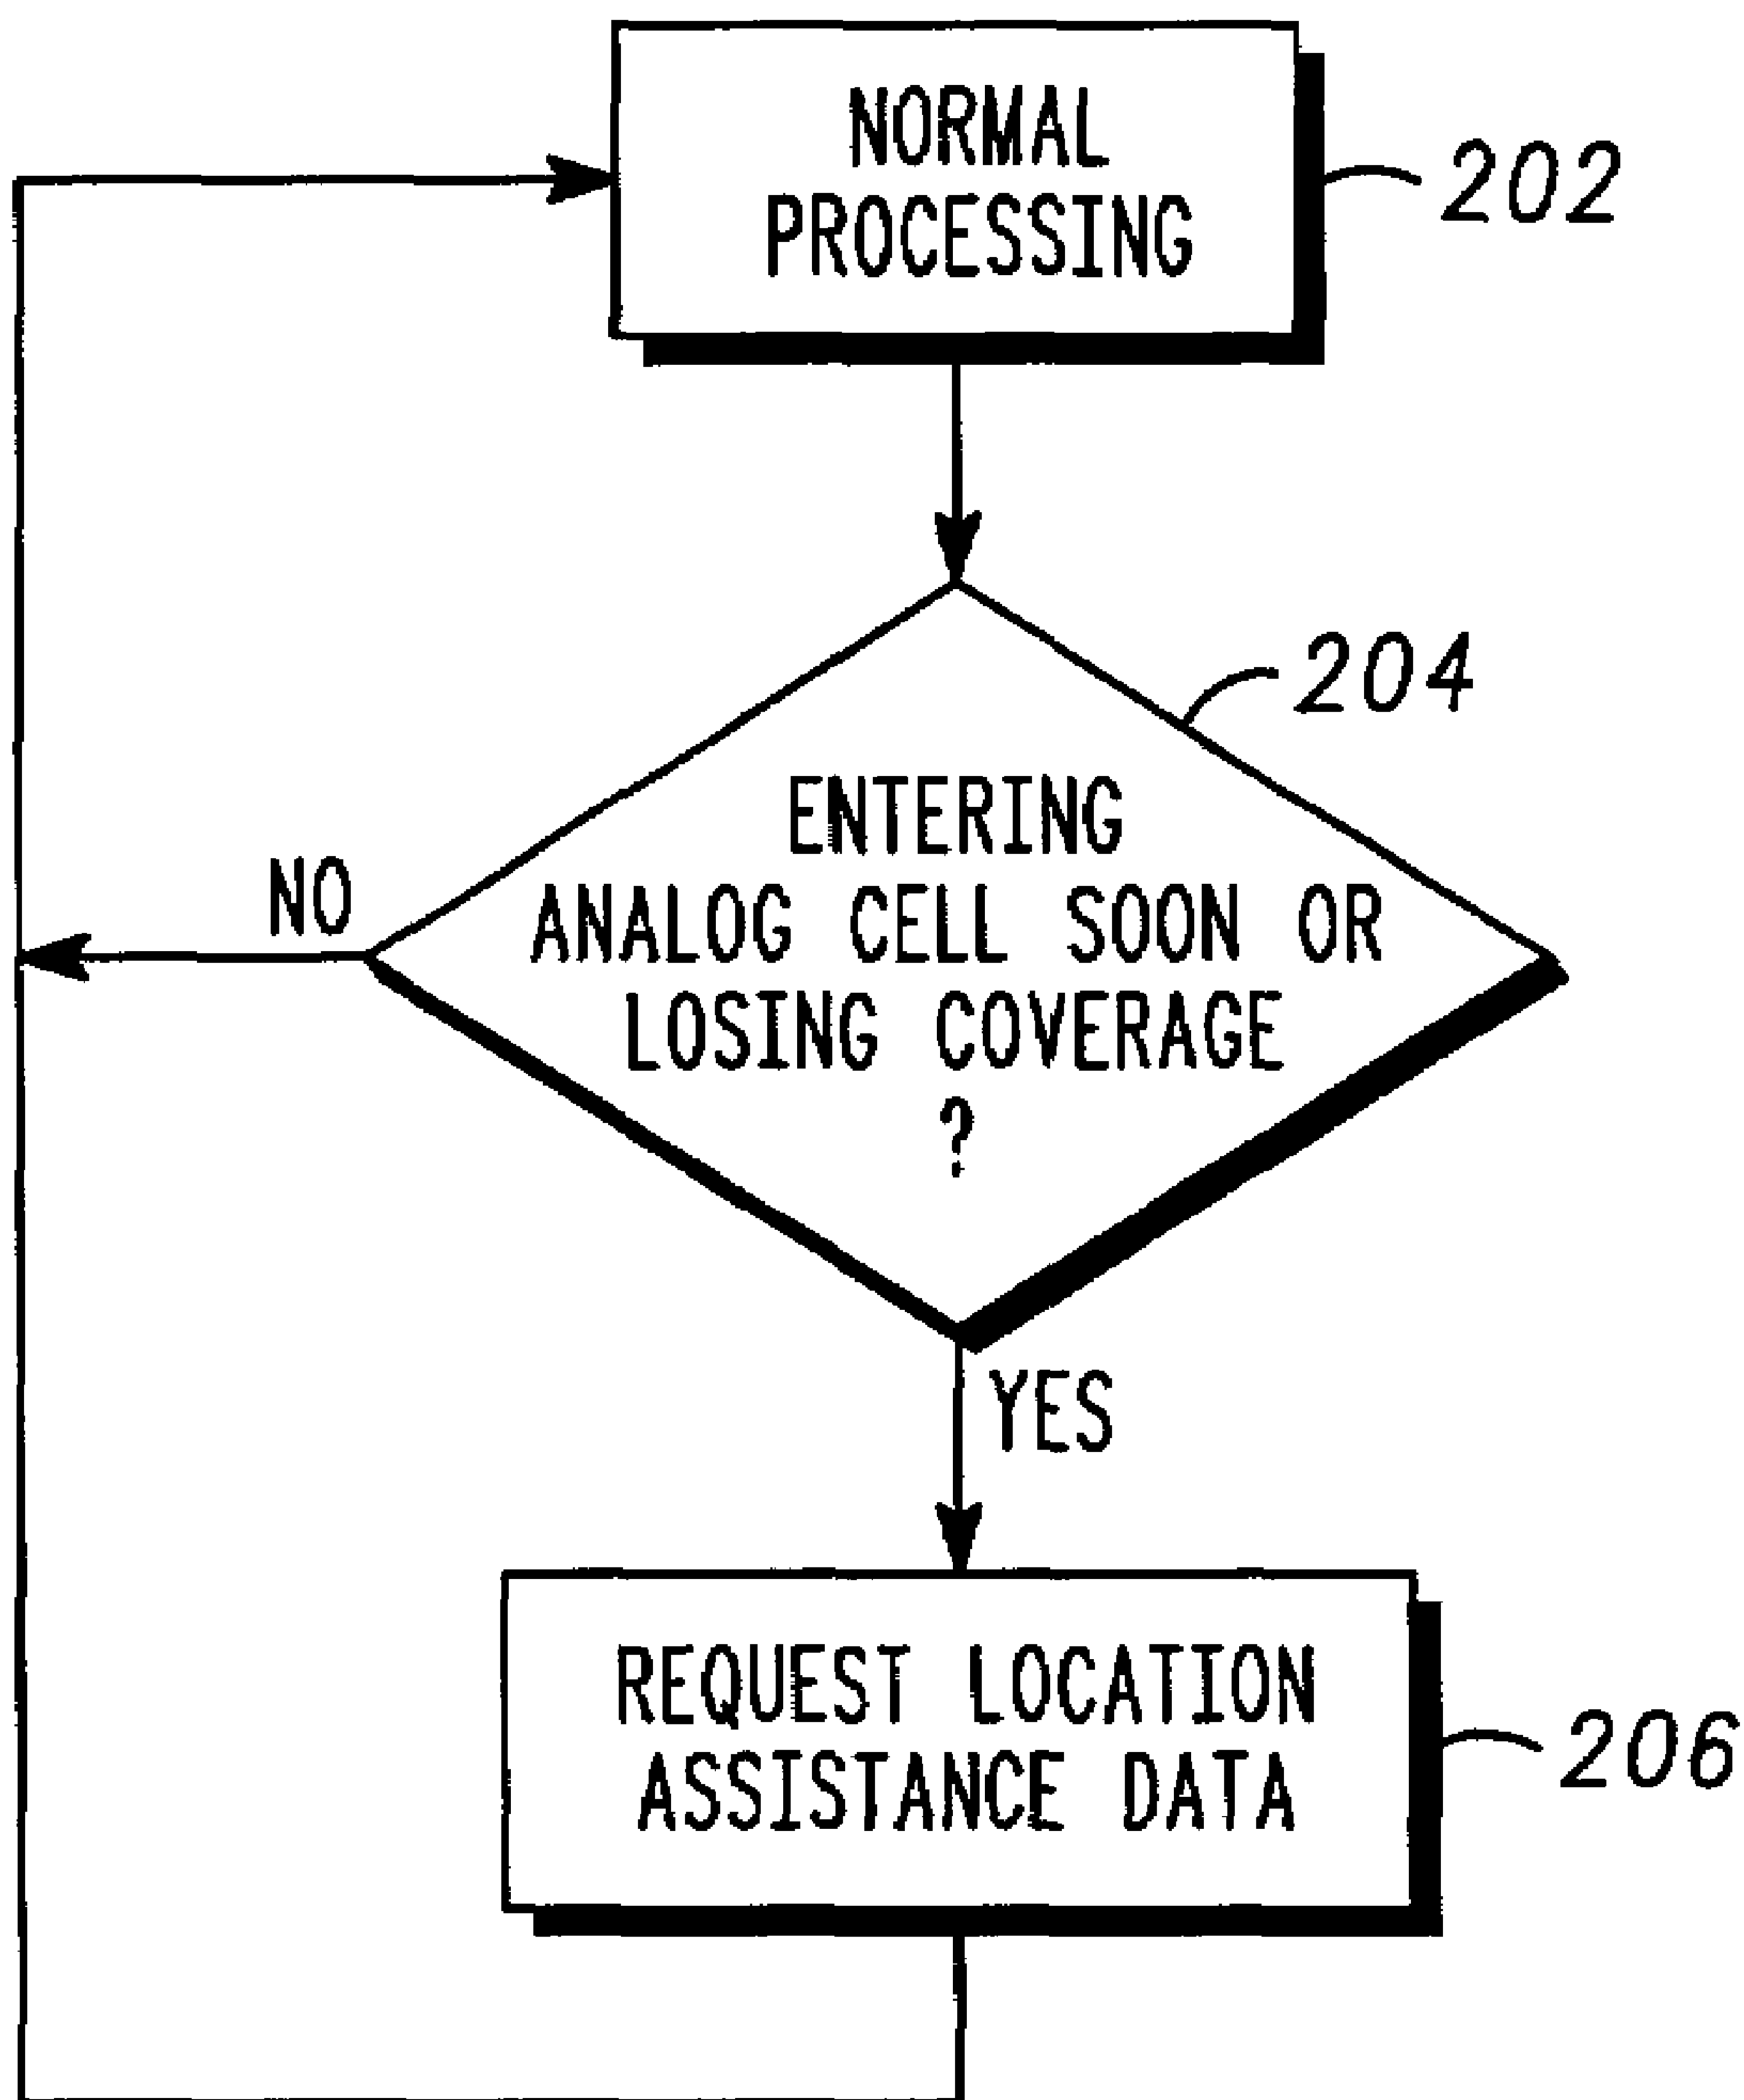 NORMAL
PROCESSING
202
204
ENTERING
ANALOG CELL SOON OR
LOSING COVERAGE
?
NO
YES
REQUEST LOCATION
ASSISTANCE DATA
206